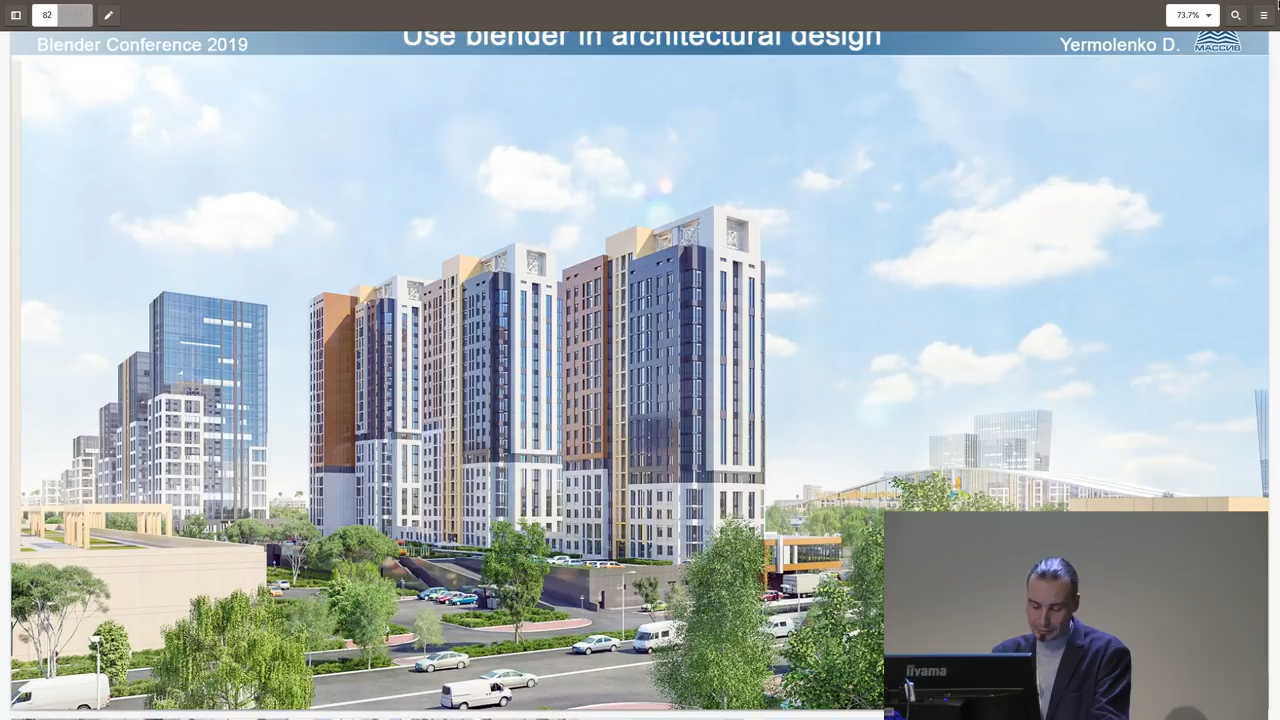 82
73.7%
Blender Conference 2019
Use blender in architectural design
Yermolenko D.
МАССИВ
iiyama